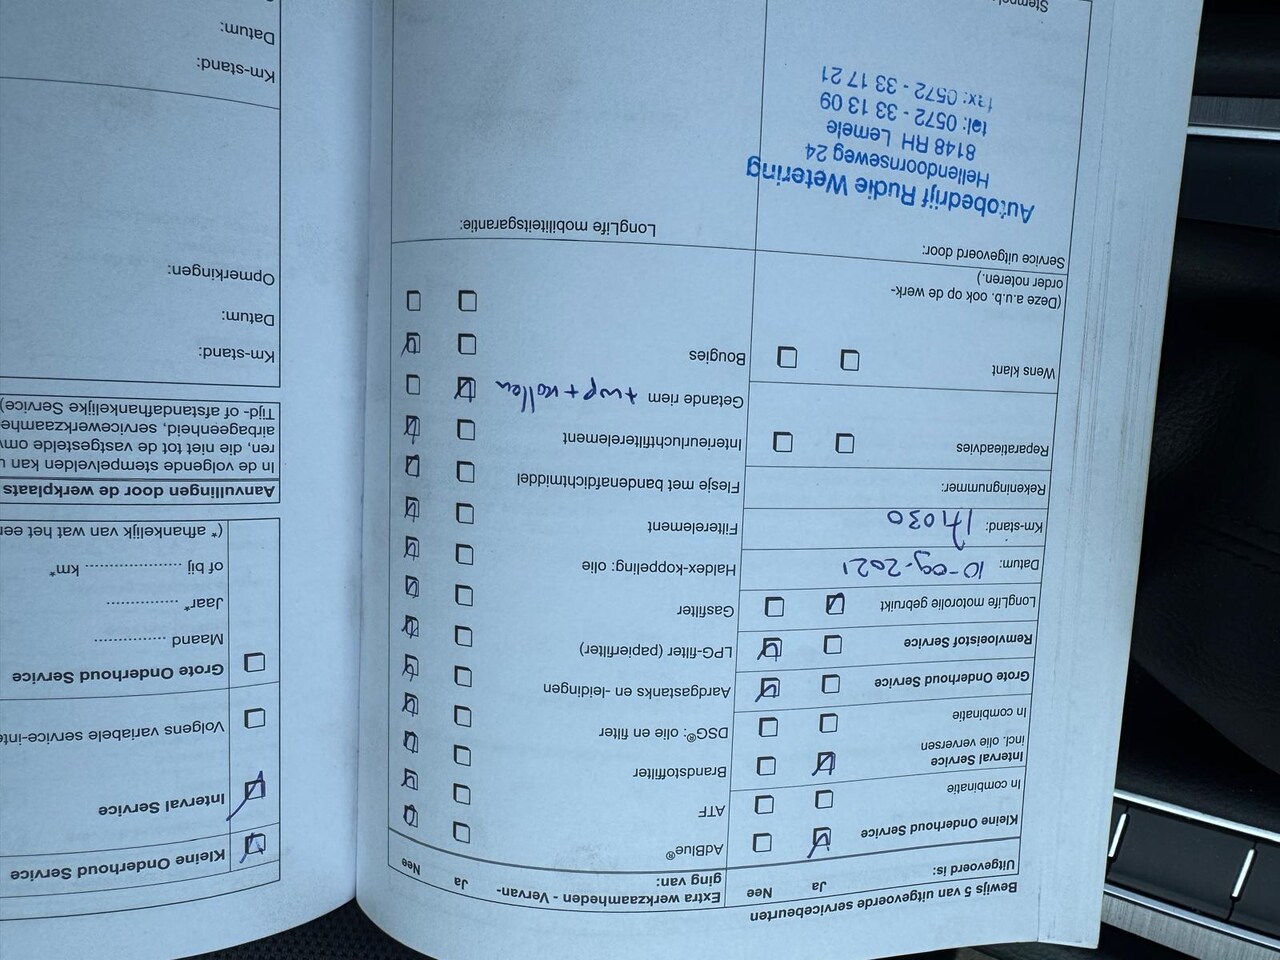 Bewijs 5 van uitgevoerde servicebeurten
Uitgevoerd is:
Ja
Nee
Kleine Onderhoud Service
In combinatie
Interval Service
incl. olie verversen
In combinatie
Grote Onderhoud Service
Remvloeistof Service
LongLife motorolie gebruikt
Datum: 10-09-2021
Km-stand:
Rekeningnummer:
Reparatieadvies
Wens klant
(Deze a.u.b. ook op de werk-
order noteren.)
Service uitgevoerd door:
Autobedrijf Rudie Wetering
Hellendoornseweg 24
8148 RH Lemele
tel: 0572 - 33 13 09
fax: 0572 - 33 17 21
Extra werkzaamheden - Vervan-
ging van:
Ja
Nee
AdBlue®
ATF
Brandstoffilter
DSG®: olie en filter
Aardgastanks en -leidingen
LPG-filter (papierfilter)
Gasfilter
Haldex-koppeling: olie
Filterelement
Flesje met bandenafdichtmiddel
Interieurluchtfilterelement
Getande riem + wp + rollen
Bougies
LongLife mobiliteitsgarantie:
Kleine Onderhoud Service
Interval Service
Volgens variabele
Grote Onderhoud Service
Maand ...............
Jaar* ...............
of bij .................... km*
(* afhankelijk van wat het
Aanvullingen door de werkplaats
In de volgende stempelvelden kan
ren, die niet tot de vastgestelde
airbageenheid,
Tijd- of afstandafhankelijke Service)
Km-stand:
Datum:
Opmerkingen:
Km-stand:
Datum: